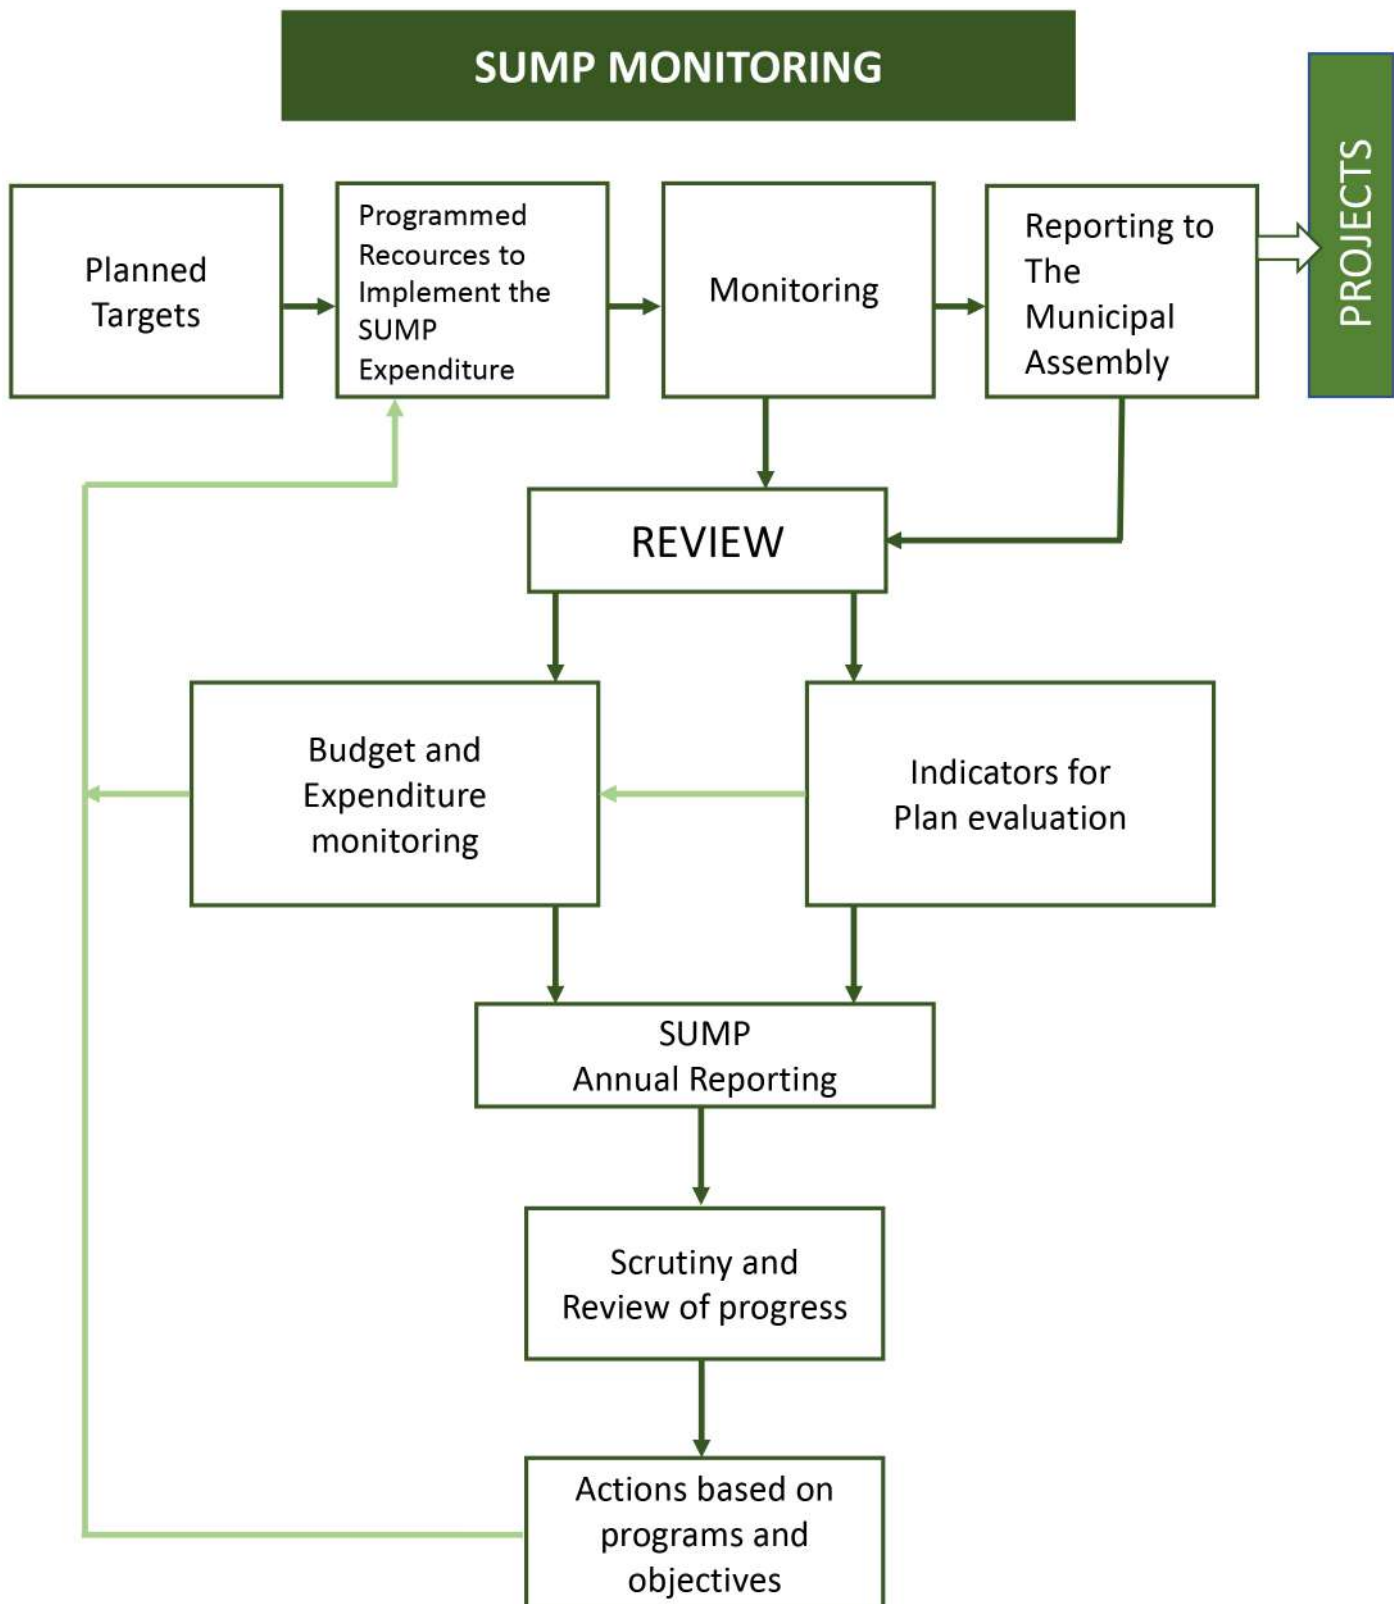 SUMP MONITORING
PROJECTS
Planned
Targets
Programmed
Recources to
Implement the
SUMP
Expenditure
Monitoring
Reporting to
The
Municipal
Assembly
REVIEW
Budget and
Expenditure
monitoring
Indicators for
Plan evaluation
SUMP
Annual Reporting
Scrutiny and
Review of progress
Actions based on
programs and
objectives